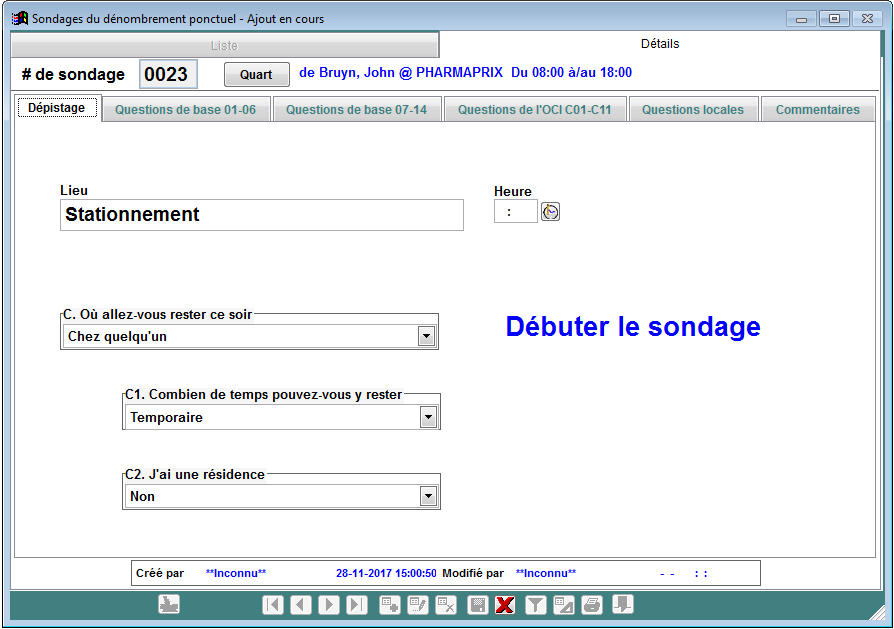 Sondages du dénombrement ponctuel - Ajout en cours
Liste
Détails
# de sondage 0023 Quart de Bruyn, John @ PHARMAPRIX Du 08:00 à/au 18:00
Dépistage Questions de base 01-06 Questions de base 07-14 Questions de l'OCI C01-C11 Questions locales Commentaires
Lieu
Stationnement
Heure
:
C. Où allez-vous rester ce soir
Chez quelqu'un
Débuter le sondage
C1. Combien de temps pouvez-vous y rester
Temporaire
C2. J'ai une résidence
Non
Créé par **Inconnu** 28-11-2017 15:00:50 Modifié par **Inconnu** - - : :